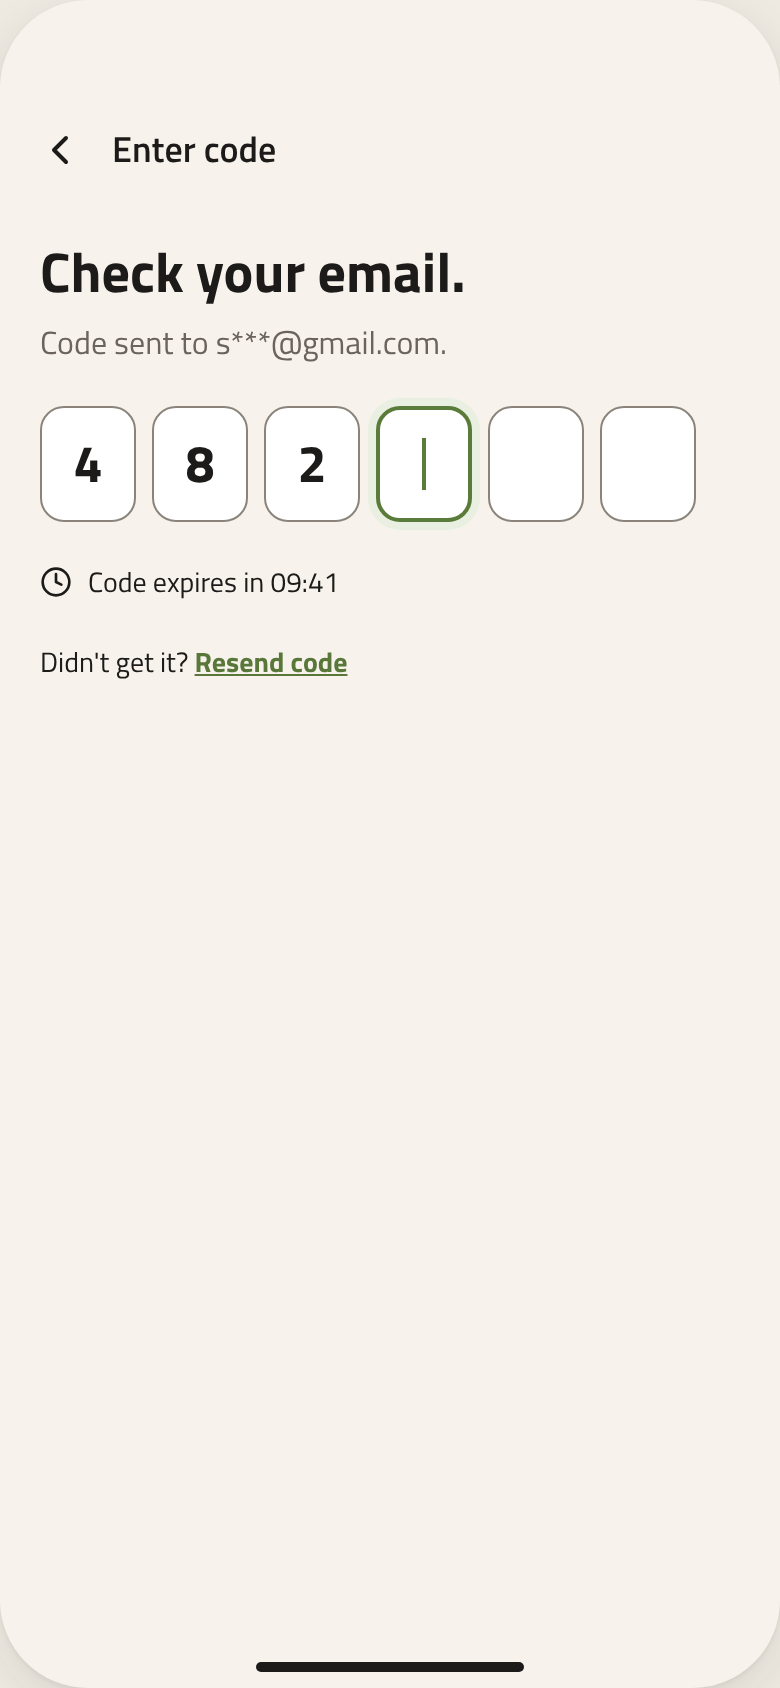 Enter code
Check your email.
Code sent to s***@gmail.com.
4 8 2
Code expires in 09:41
Didn't get it? Resend code